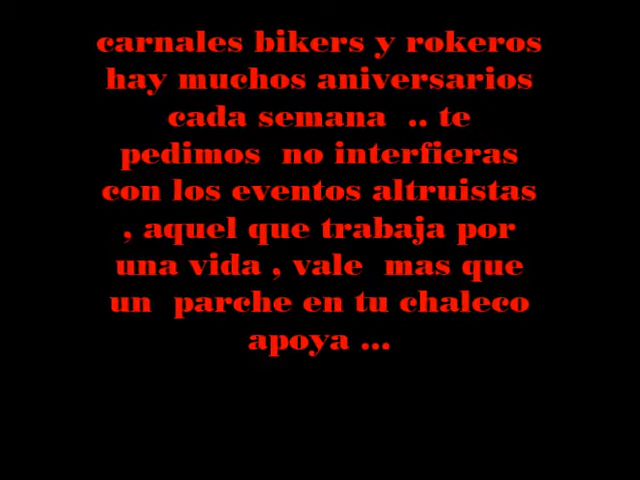 carnales bikers y rokeros
hay muchos aniversarios
cada semana  .. te
pedimos  no interfieras
con los eventos altruistas
, aquel que trabaja por
una vida , vale  mas que
un  parche en tu chaleco
apoya ...